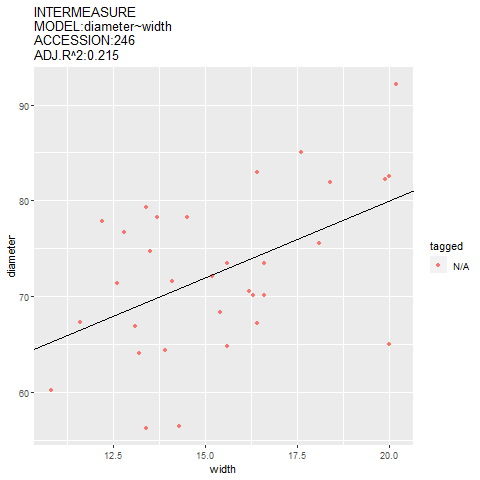 INTERMEASURE
MODEL:diameter~width
ACCESSION:246
ADJ.R^2:0.215
90
80
70
60
diameter
12.5 15.0 17.5 20.0
width
tagged
N/A